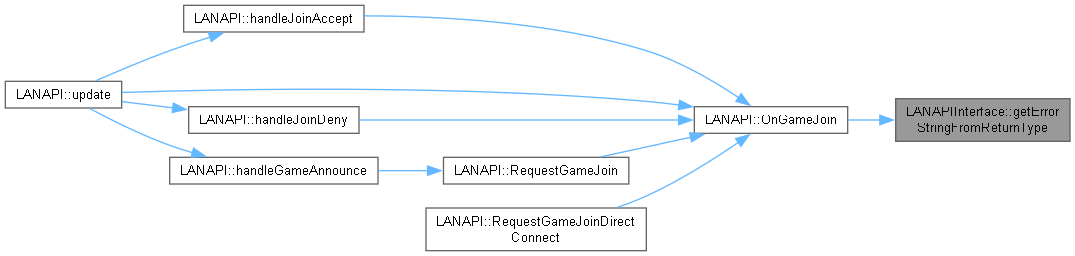 LANAPI::handleJoinAccept
LANAPI::update
LANAPI::handleJoinDeny
LANAPI::handleGameAnnounce
LANAPI::RequestGameJoin
LANAPI::RequestGameJoinDirect
Connect
LANAPI::OnGameJoin
LANAPIInterface::getError
StringFromReturnType